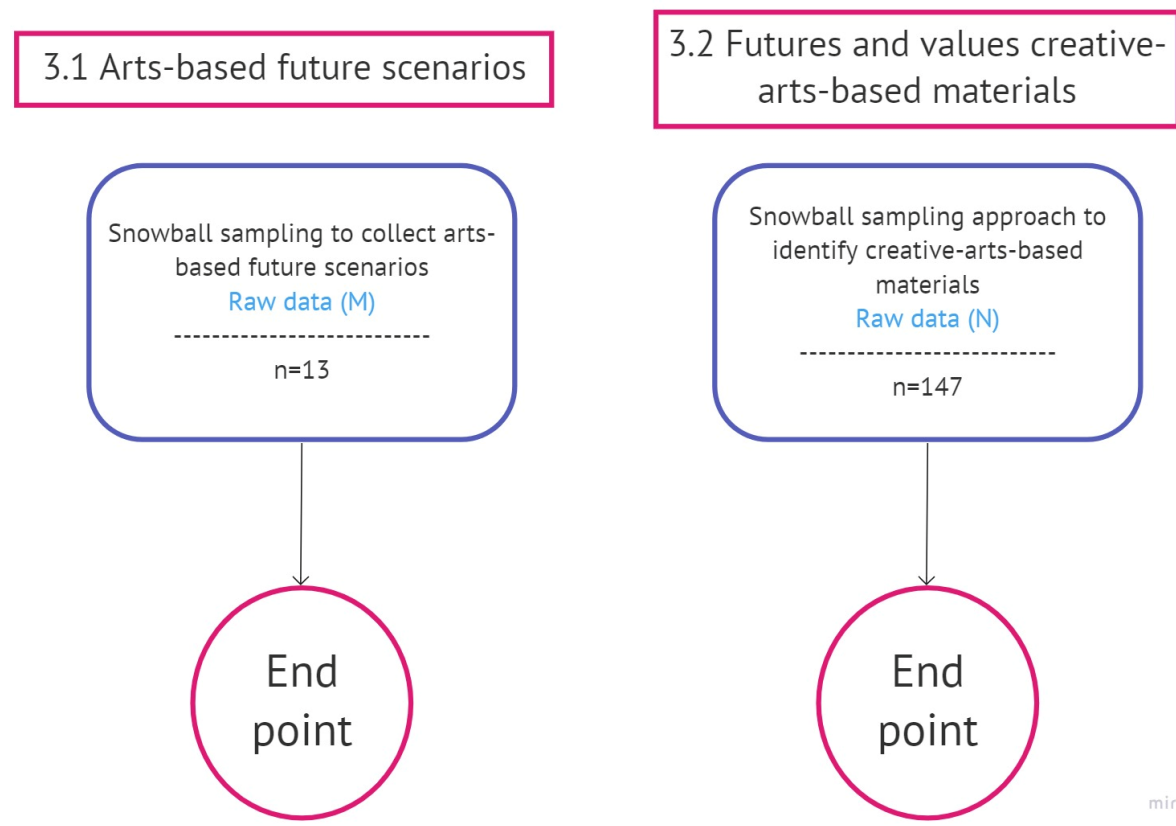 3.1 Arts-based future scenarios
Snowball sampling to collect arts-
based future scenarios
Raw data (M)
---------------------------
n=13
End
point
3.2 Futures and values creative-
arts-based materials
Snowball sampling approach to
identify creative-arts-based
materials
Raw data (N)
---------------------------
n=147
End
point